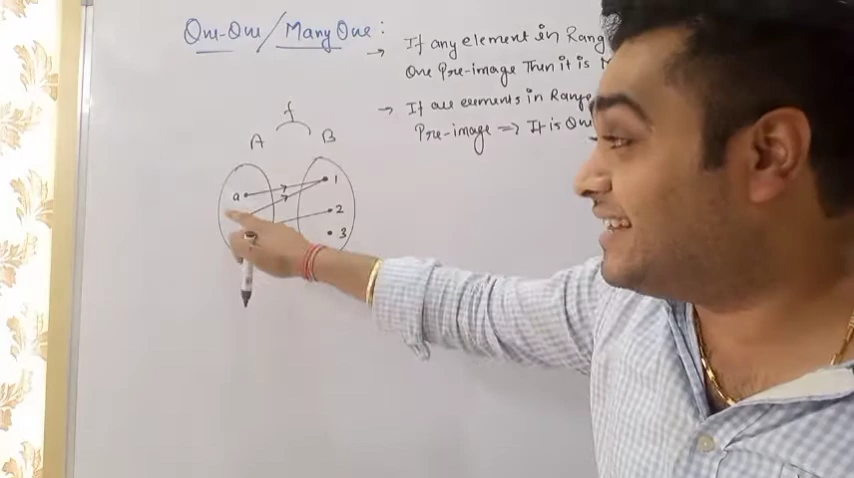 One-One/Many One:
→ If any element in Rang
One Pre-image Then it is M
→ If all elements in Range
Pre-image ⇒ It is One
f
A B
a 1
2
3